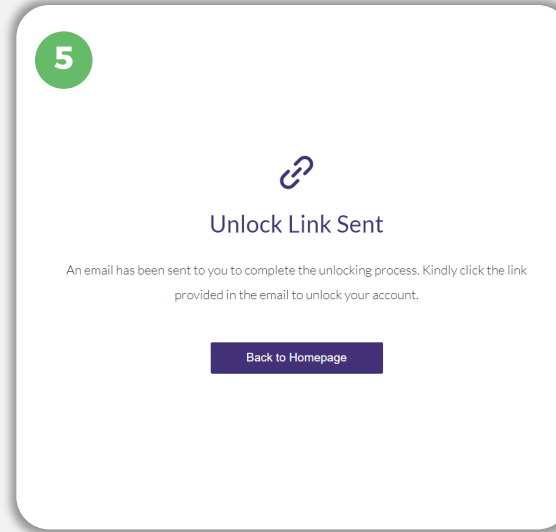 5
Unlock Link Sent
An email has been sent to you to complete the unlocking process. Kindly click the link
provided in the email to unlock your account.
Back to Homepage